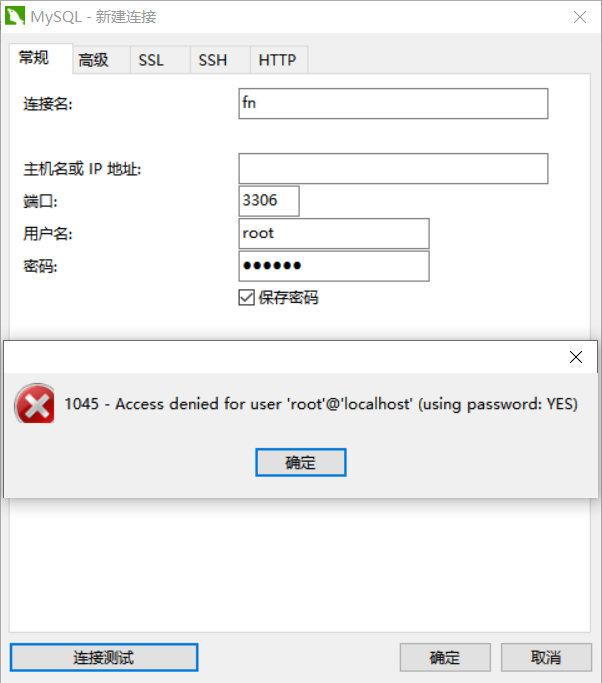 MySQL - 新建连接
常规 高级 SSL SSH HTTP
连接名: fn
主机名或 IP 地址:
端口: 3306
用户名: root
密码: ●●●●●●
保存密码
1045 - Access denied for user 'root'@'localhost' (using password: YES)
确定
连接测试 确定 取消